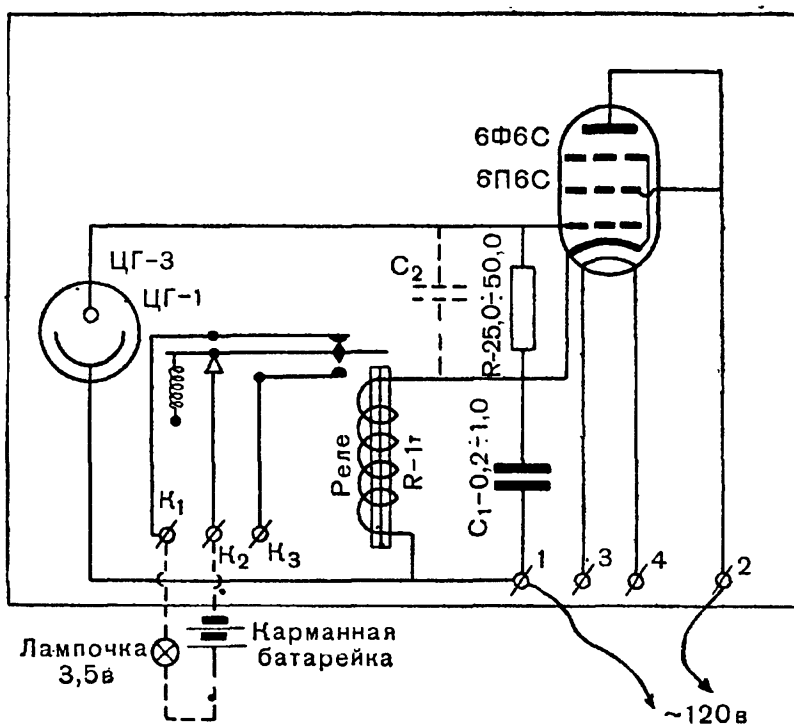 6Ф6С
6П6С
ЦГ-3
ЦГ-1
C₂
R-25,0÷50,0
Реле
R-1т
C₁-0,2÷1,0
К₁
К₂
К₃
1
3
4
2
Лампочка
3,5в
Карманная
батарейка
~120в